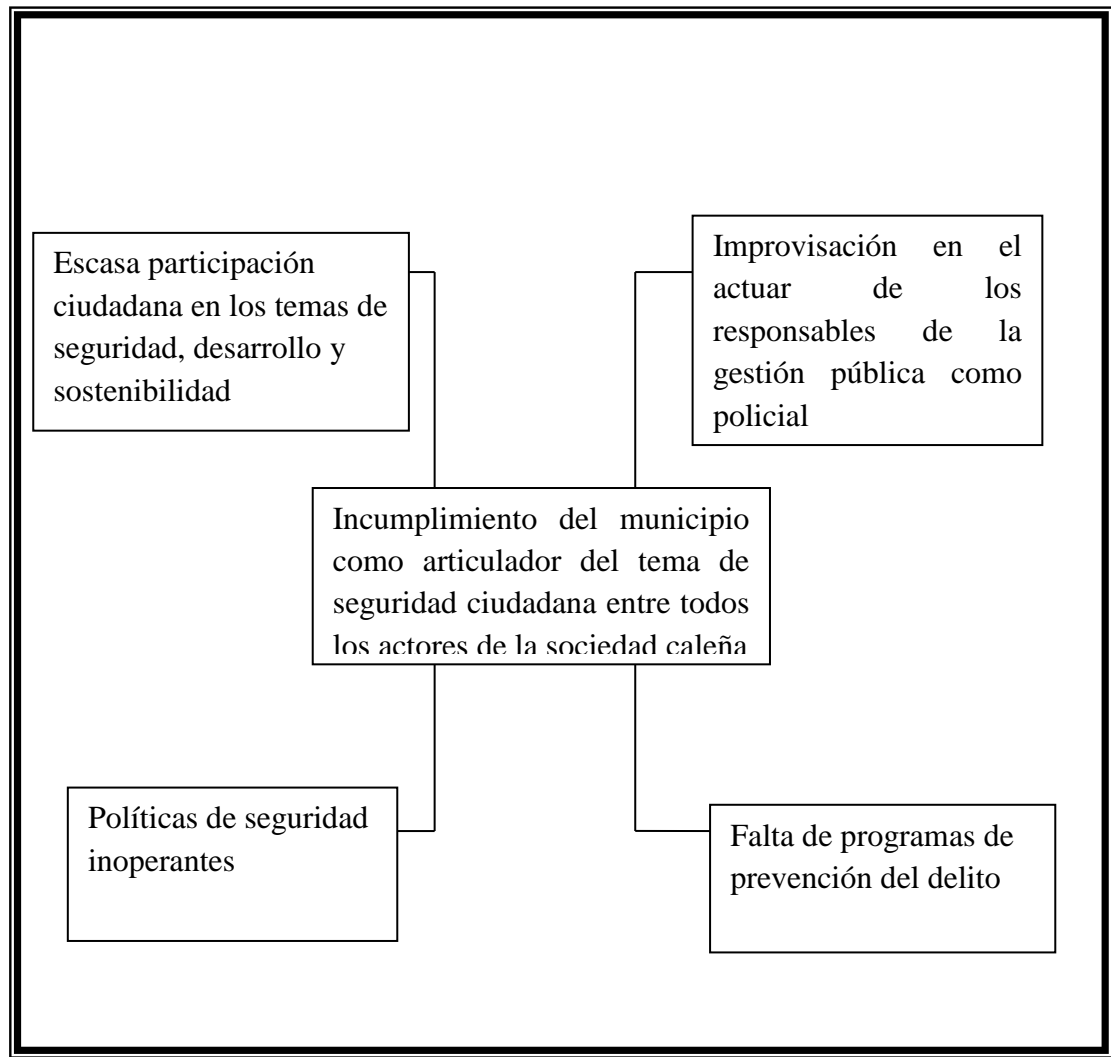 Escasa participación
ciudadana en los temas de
seguridad, desarrollo y
sostenibilidad
Improvisación en el
actuar de los
responsables de la
gestión pública como
policial
Incumplimiento del municipio
como articulador del tema de
seguridad ciudadana entre todos
los actores de la sociedad caleña
Políticas de seguridad
inoperantes
Falta de programas de
prevención del delito